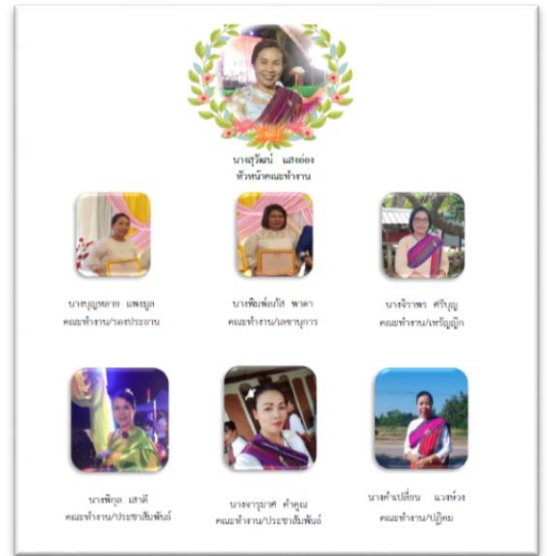 นางสุวัฒน์ แสงย่อง
หัวหน้าคณะทำงาน
นางบุญหลาย แพงมูล
นางพิมพ์ณภัส พาดา
นางจิราพร ศรีบุญ
คณะทำงาน/รองประธาน
คณะทำงาน/เลขานุการ
คณะทำงาน/เหรัญญิก
นางพิกุล เสาดี
นางจารุมาศ คำคูณ
นางคำเปลี่ยน แวงห้วง
คณะทำงาน/ประชาสัมพันธ์
คณะทำงาน/ประชาสัมพันธ์
คณะทำงาน/ปฏิคม